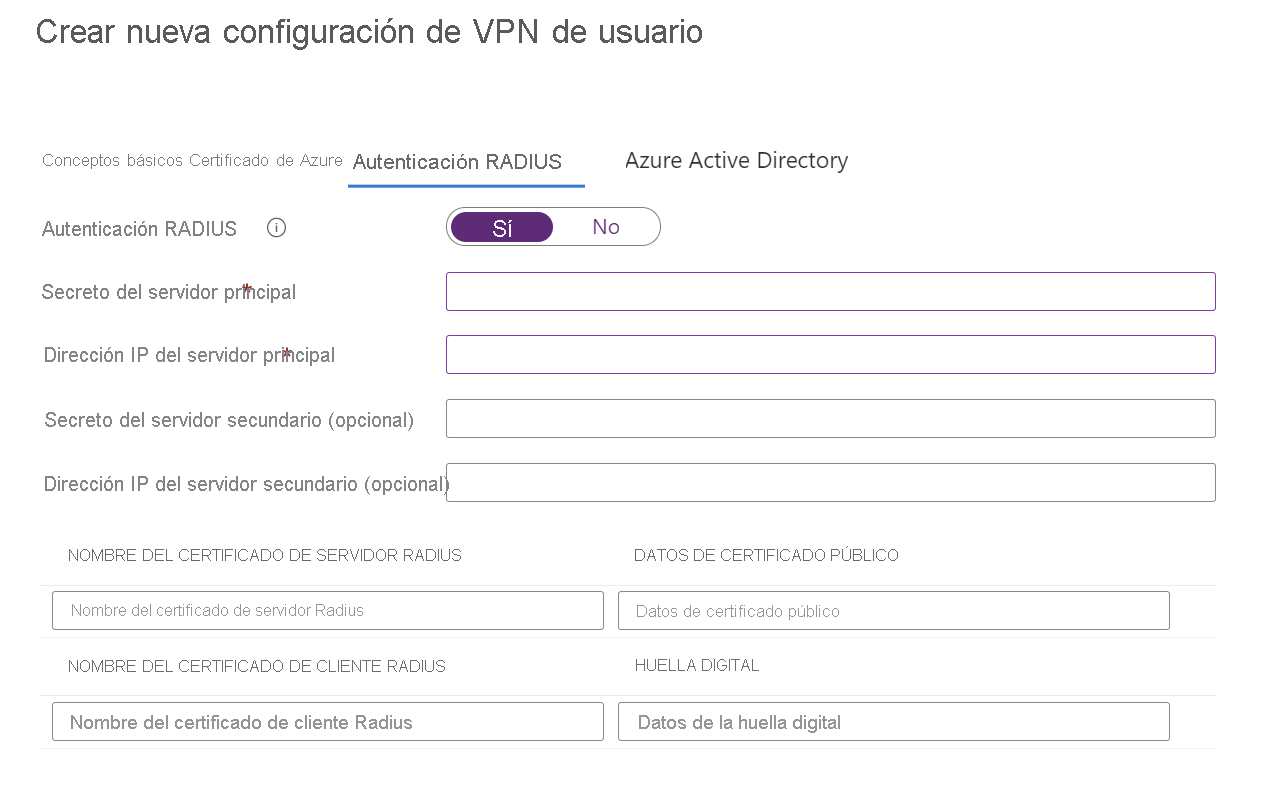 Crear nueva configuración de VPN de usuario
Conceptos básicos Certificado de Azure Autenticación RADIUS Azure Active Directory
Autenticación RADIUS i Sí No
Secreto del servidor principal *
Dirección IP del servidor principal *
Secreto del servidor secundario (opcional)
Dirección IP del servidor secundario (opcional)
NOMBRE DEL CERTIFICADO DE SERVIDOR RADIUS DATOS DE CERTIFICADO PÚBLICO
Nombre del certificado de servidor Radius Datos de certificado público
NOMBRE DEL CERTIFICADO DE CLIENTE RADIUS HUELLA DIGITAL
Nombre del certificado de cliente Radius Datos de la huella digital